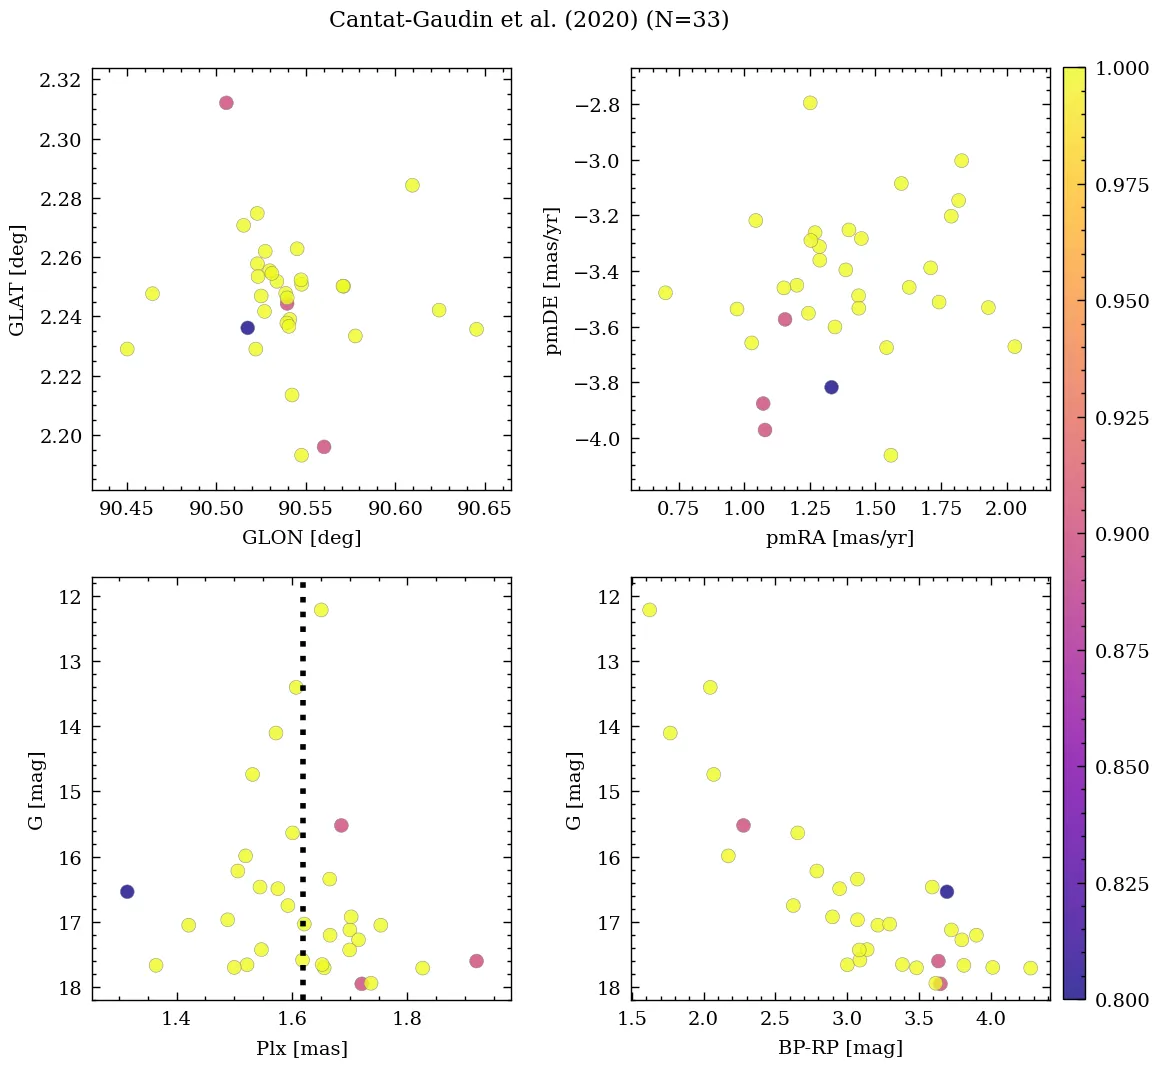 Cantat-Gaudin et al. (2020) (N=33)
2.32
2.30
2.28
2.26
2.24
2.22
2.20
GLAT [deg]
90.45 90.50 90.55 90.60 90.65
GLON [deg]
−2.8
−3.0
−3.2
−3.4
−3.6
−3.8
−4.0
pmDE [mas/yr]
0.75 1.00 1.25 1.50 1.75 2.00
pmRA [mas/yr]
12
13
14
15
16
17
18
G [mag]
1.4 1.6 1.8
Plx [mas]
12
13
14
15
16
17
18
G [mag]
1.5 2.0 2.5 3.0 3.5 4.0
BP-RP [mag]
1.000
0.975
0.950
0.925
0.900
0.875
0.850
0.825
0.800